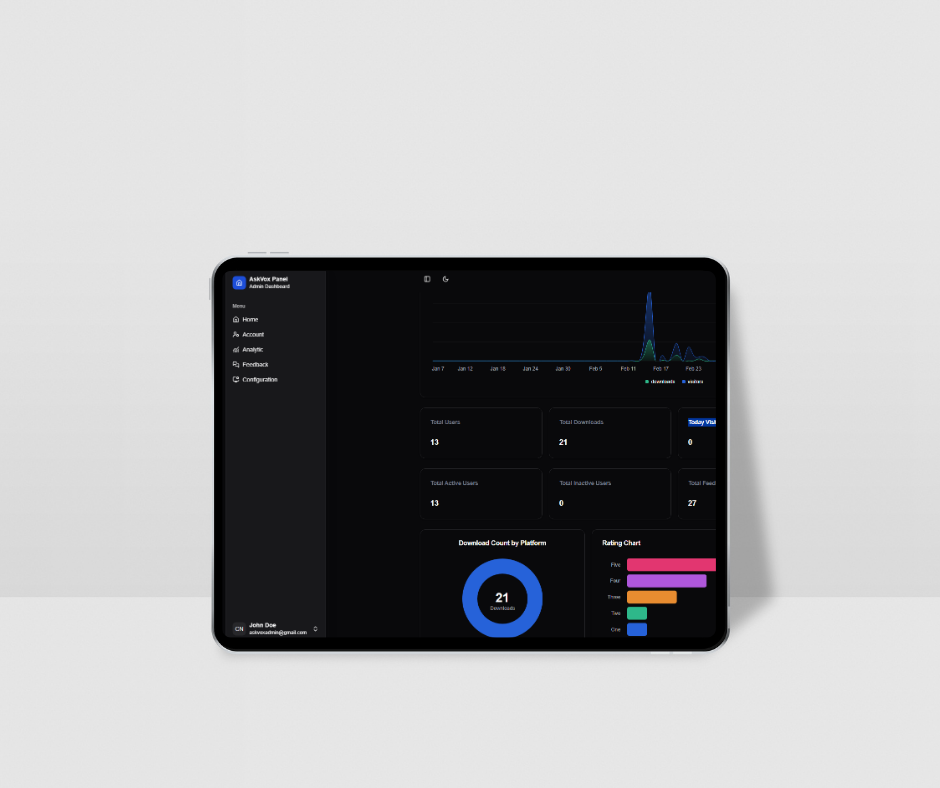 AskVox Panel
Admin Dashboard
Menu
Home
Account
Analytic
Feedback
Configuration
CN
John Doe
askvoxadmin@gmail.com
Jan 7 Jan 12 Jan 18 Jan 24 Jan 30 Feb 5 Feb 11 Feb 17 Feb 23
downloads visitors
Total Users
13
Total Downloads
21
Today Visi
0
Total Active Users
13
Total Inactive Users
0
Total Feed
27
Download Count by Platform
21
Downloads
Rating Chart
Five
Four
Three
Two
One